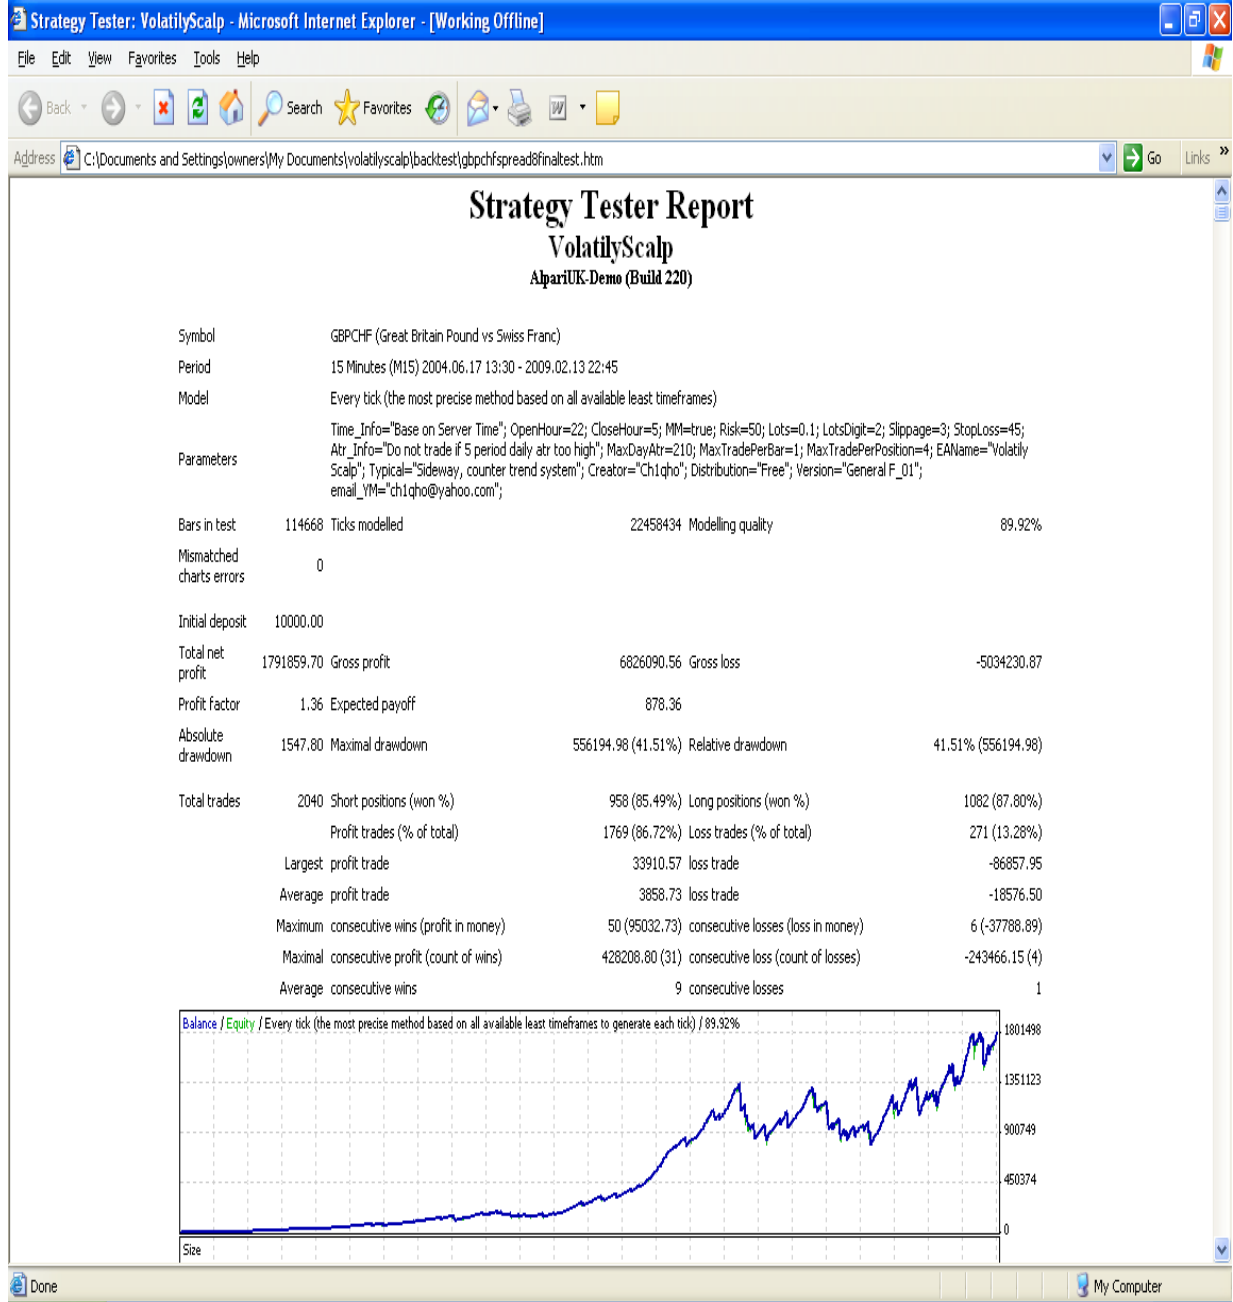 Strategy Tester: VolatilyScalp - Microsoft Internet Explorer - [Working Offline]
File Edit View Favorites Tools Help
Back Search Favorites
Address C:\Documents and Settings\owners\My Documents\volatilyscalp\backtest\gbpchfspread8finaltest.htm Go Links »
Strategy Tester Report
VolatilyScalp
AlpariUK-Demo (Build 220)
Symbol GBPCHF (Great Britain Pound vs Swiss Franc)
Period 15 Minutes (M15) 2004.06.17 13:30 - 2009.02.13 22:45
Model Every tick (the most precise method based on all available least timeframes)
Parameters Time_Info="Base on Server Time"; OpenHour=22; CloseHour=5; MM=true; Risk=50; Lots=0.1; LotsDigit=2; Slippage=3; StopLoss=45;
Atr_Info="Do not trade if 5 period daily atr too high"; MaxDayAtr=210; MaxTradePerBar=1; MaxTradePerPosition=4; EAName="Volatily
Scalp"; Typical="Sideway, counter trend system"; Creator="Ch1qho"; Distribution="Free"; Version="General F_01";
email_YM="ch1qho@yahoo.com";
Bars in test 114668 Ticks modelled 22458434 Modelling quality 89.92%
Mismatched
charts errors 0
Initial deposit 10000.00
Total net
profit 1791859.70 Gross profit 6826090.56 Gross loss -5034230.87
Profit factor 1.36 Expected payoff 878.36
Absolute
drawdown 1547.80 Maximal drawdown 556194.98 (41.51%) Relative drawdown 41.51% (556194.98)
Total trades 2040 Short positions (won %) 958 (85.49%) Long positions (won %) 1082 (87.80%)
Profit trades (% of total) 1769 (86.72%) Loss trades (% of total) 271 (13.28%)
Largest profit trade 33910.57 loss trade -86857.95
Average profit trade 3858.73 loss trade -18576.50
Maximum consecutive wins (profit in money) 50 (95032.73) consecutive losses (loss in money) 6 (-37788.89)
Maximal consecutive profit (count of wins) 428208.80 (31) consecutive loss (count of losses) -243466.15 (4)
Average consecutive wins 9 consecutive losses 1
Balance / Equity / Every tick (the most precise method based on all available least timeframes to generate each tick) / 89.92%
1801498
1351123
900749
450374
0
Size
Done My Computer